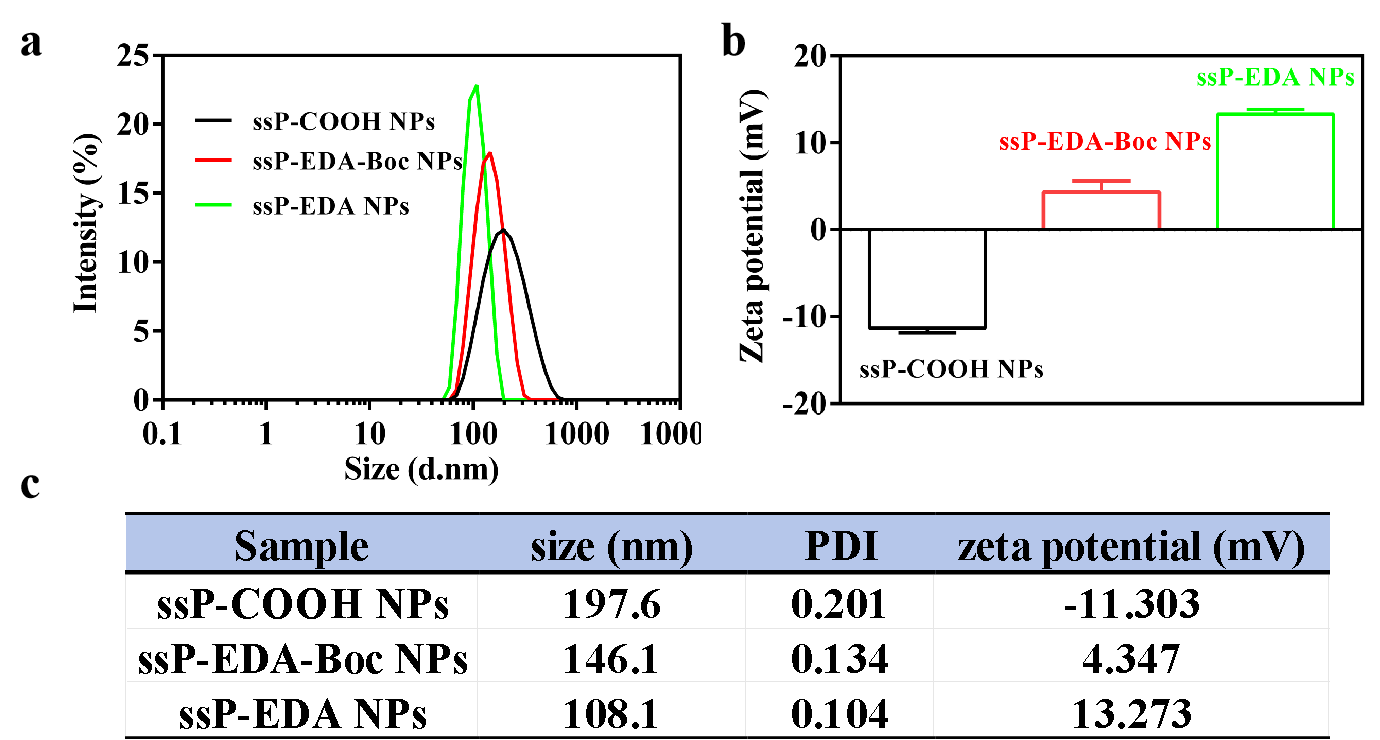 a
25
20
15
10
5
0
Intensity (%)
ssP-COOH NPs
ssP-EDA-Boc NPs
ssP-EDA NPs
0.1 1 10 100 1000 1000
Size (d.nm)
b
20
10
0
-10
-20
Zeta potential (mV)
ssP-EDA NPs
ssP-EDA-Boc NPs
ssP-COOH NPs
c
Sample size (nm) PDI zeta potential (mV)
ssP-COOH NPs 197.6 0.201 -11.303
ssP-EDA-Boc NPs 146.1 0.134 4.347
ssP-EDA NPs 108.1 0.104 13.273